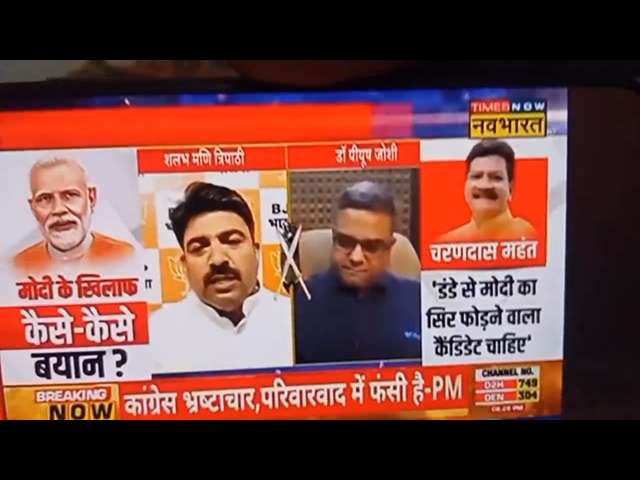 TIMES NOW
नवभारत
शलभ मणि त्रिपाठी
डॉ पीयूष जोशी
BJ
भार
चरणदास महंत
मोदी के खिलाफ
कैसे-कैसे
बयान ?
'डंडे से मोदी का
सिर फोड़ने वाला
कैंडिडेट चाहिए'
BREAKING
NOW
कांग्रेस भ्रष्टाचार,परिवारवाद में फंसी है-PM
CHANNEL NO.
D2H 749
DEN 304